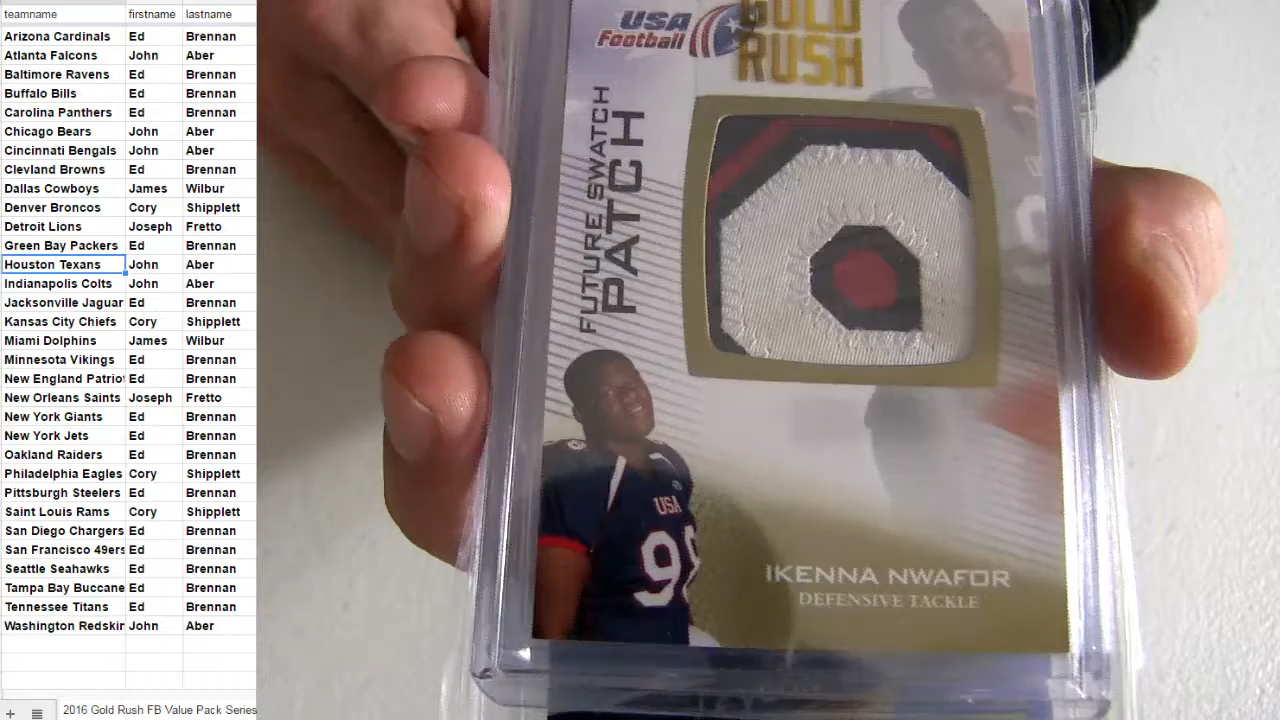 teamname firstname lastname
Arizona Cardinals Ed Brennan
Atlanta Falcons John Aber
Baltimore Ravens Ed Brennan
Buffalo Bills Ed Brennan
Carolina Panthers Ed Brennan
Chicago Bears John Aber
Cincinnati Bengals John Aber
Clevland Browns Ed Brennan
Dallas Cowboys James Wilbur
Denver Broncos Cory Shipplett
Detroit Lions Joseph Fretto
Green Bay Packers Ed Brennan
Houston Texans John Aber
Indianapolis Colts John Aber
Jacksonville Jaguar Ed Brennan
Kansas City Chiefs Cory Shipplett
Miami Dolphins James Wilbur
Minnesota Vikings Ed Brennan
New England Patriot Ed Brennan
New Orleans Saints Joseph Fretto
New York Giants Ed Brennan
New York Jets Ed Brennan
Oakland Raiders Ed Brennan
Philadelphia Eagles Cory Shipplett
Pittsburgh Steelers Ed Brennan
Saint Louis Rams Cory Shipplett
San Diego Chargers Ed Brennan
San Francisco 49ers Ed Brennan
Seattle Seahawks Ed Brennan
Tampa Bay Buccane Ed Brennan
Tennessee Titans Ed Brennan
Washington Redskin John Aber
2016 Gold Rush FB Value Pack Series
USA
Football
GOLD
RUSH
FUTURE SWATCH
PATCH
USA
98
IKENNA NWAFOR
DEFENSIVE TACKLE